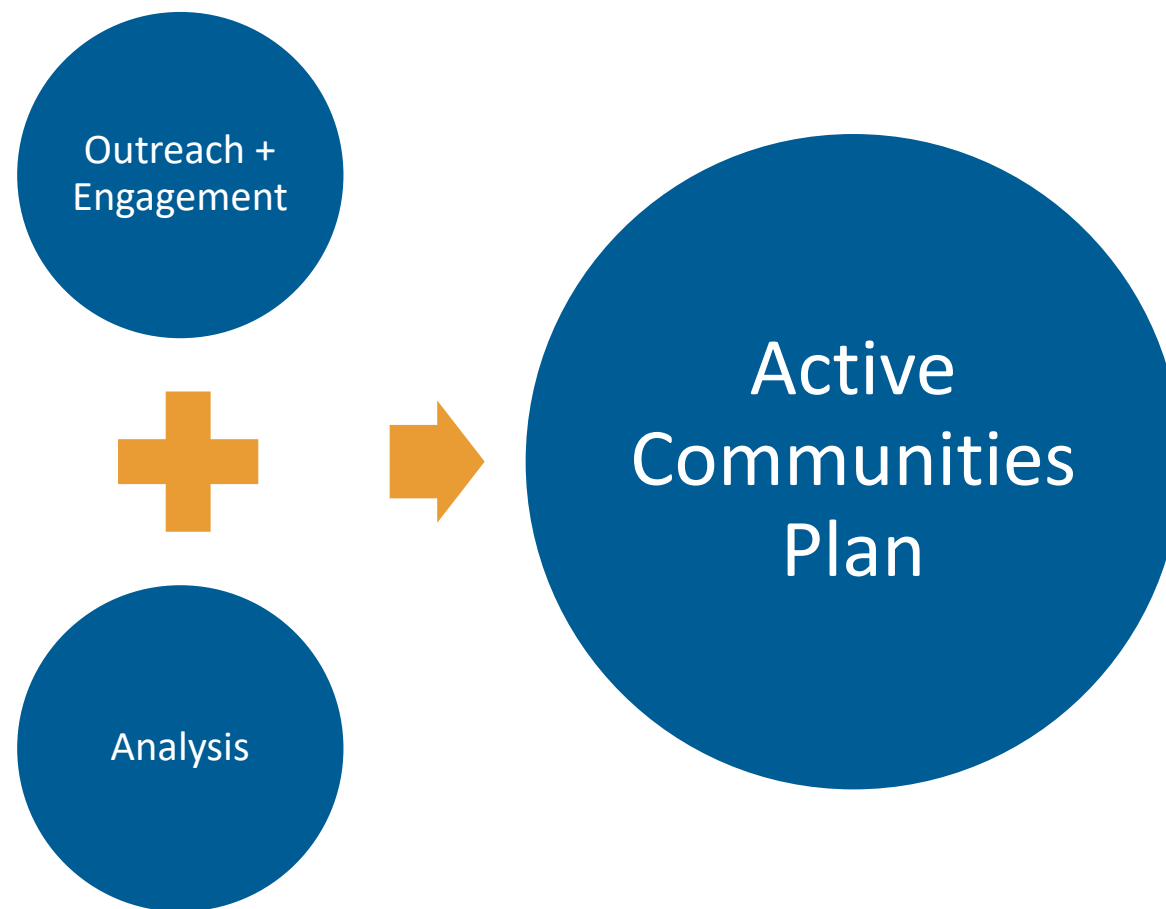 Outreach +
Engagement
Analysis
Active
Communities
Plan